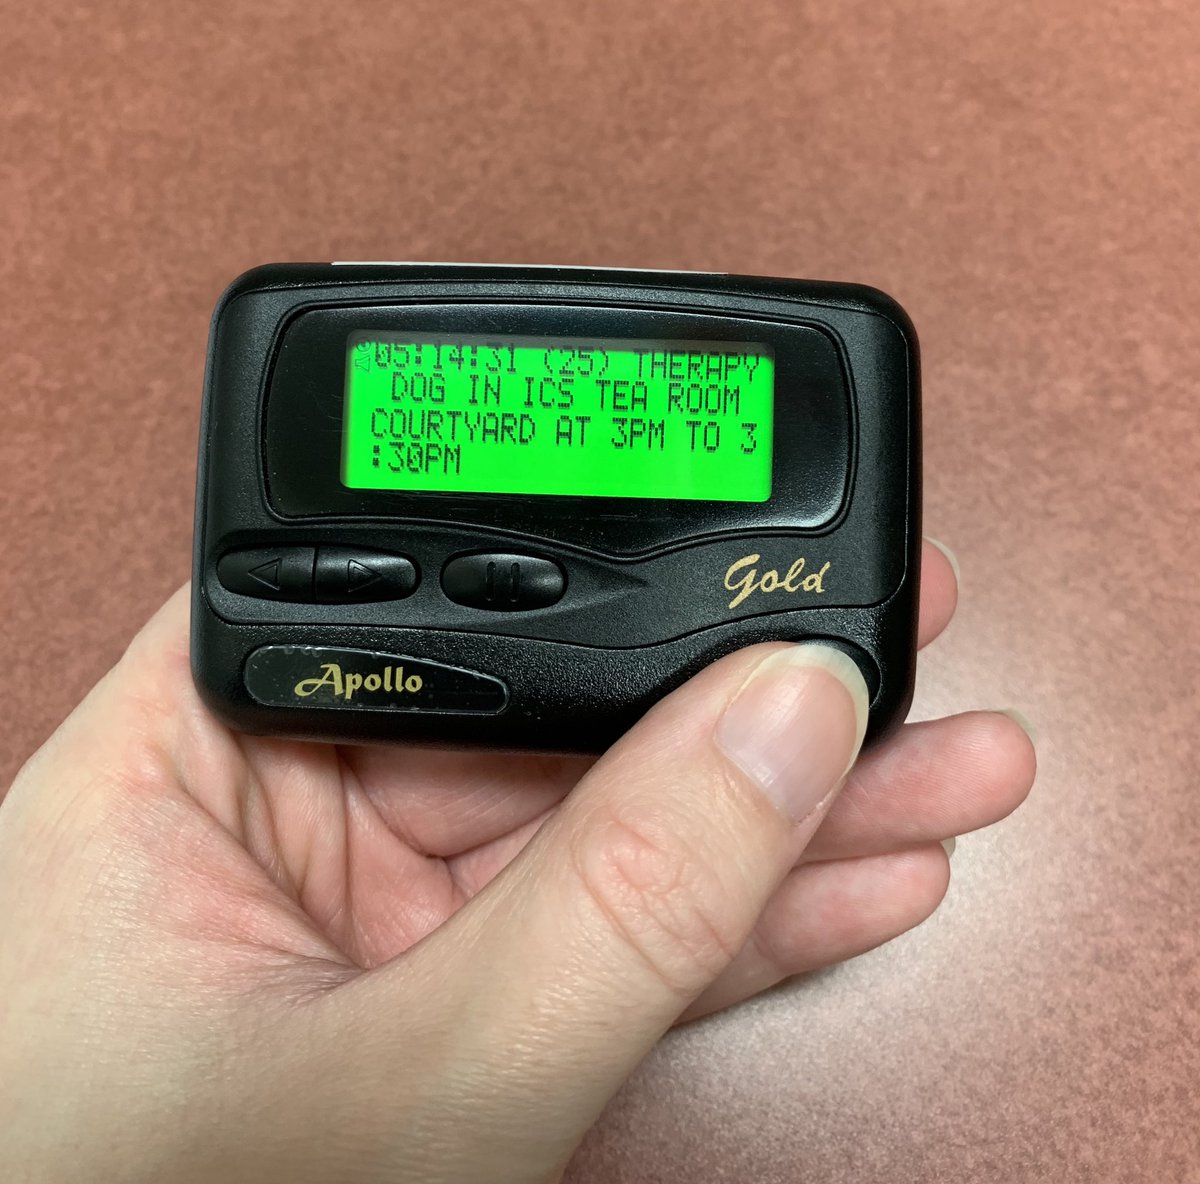 05:14:31 (25) THERAPY
DOG IN ICS TEA ROOM
COURTYARD AT 3PM TO 3
:30PM
Gold
Apollo